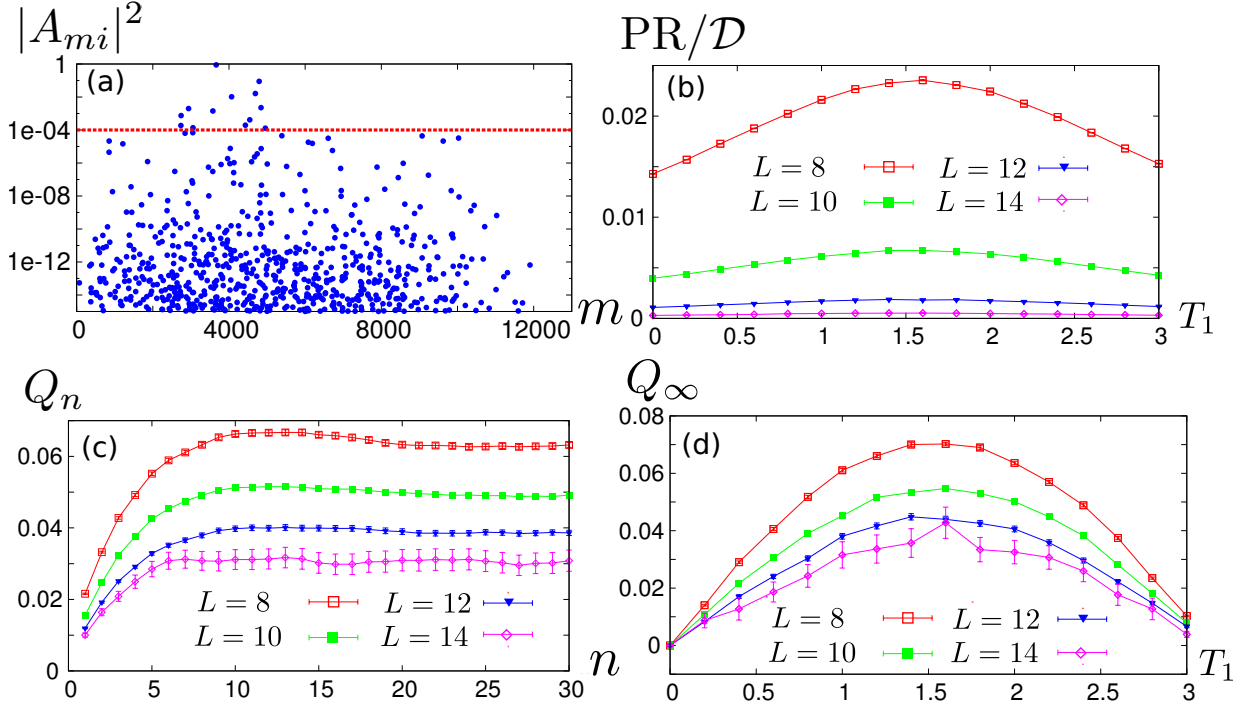 |A_{mi}|^2
(a)
1
1e-04
1e-08
1e-12
0 4000 8000 12000
m
PR/𝒟
(b)
0.02
0.01
0
L = 8
L = 12
L = 10
L = 14
0 0.5 1 1.5 2 2.5 3
T_1
Q_n
(c)
0.06
0.04
0.02
0
L = 8
L = 12
L = 10
L = 14
0 5 10 15 20 25 30
n
Q_∞
(d)
0.08
0.06
0.04
0.02
0
L = 8
L = 12
L = 10
L = 14
0 0.5 1 1.5 2 2.5 3
T_1